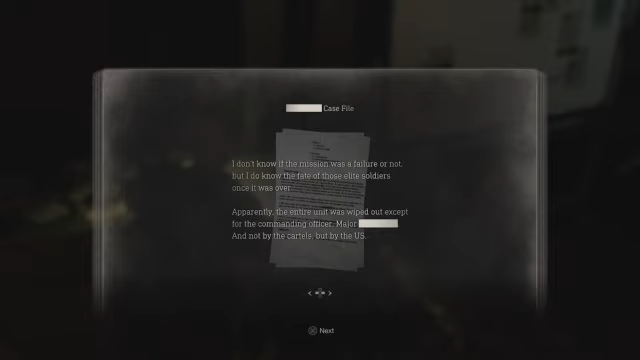 Case File
I don't know if the mission was a failure or not,
but I do know the fate of those elite soldiers
once it was over.
Apparently, the entire unit was wiped out except
for the commanding officer, Major
And not by the cartels, but by the US.
Next